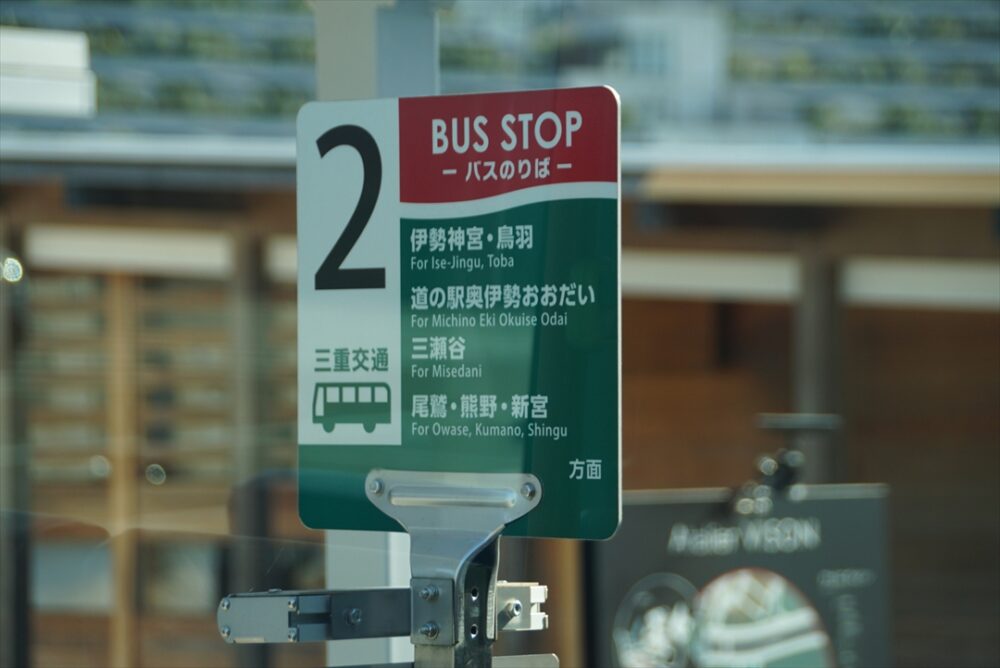 2
BUS STOP
ー バスのりば ー
伊勢神宮・鳥羽
For Ise-Jingu, Toba
道の駅奥伊勢おおだい
For Michino Eki Okuise Odai
三瀬谷
For Misedani
尾鷲・熊野・新宮
For Owase, Kumano, Shingu
方面
三重交通